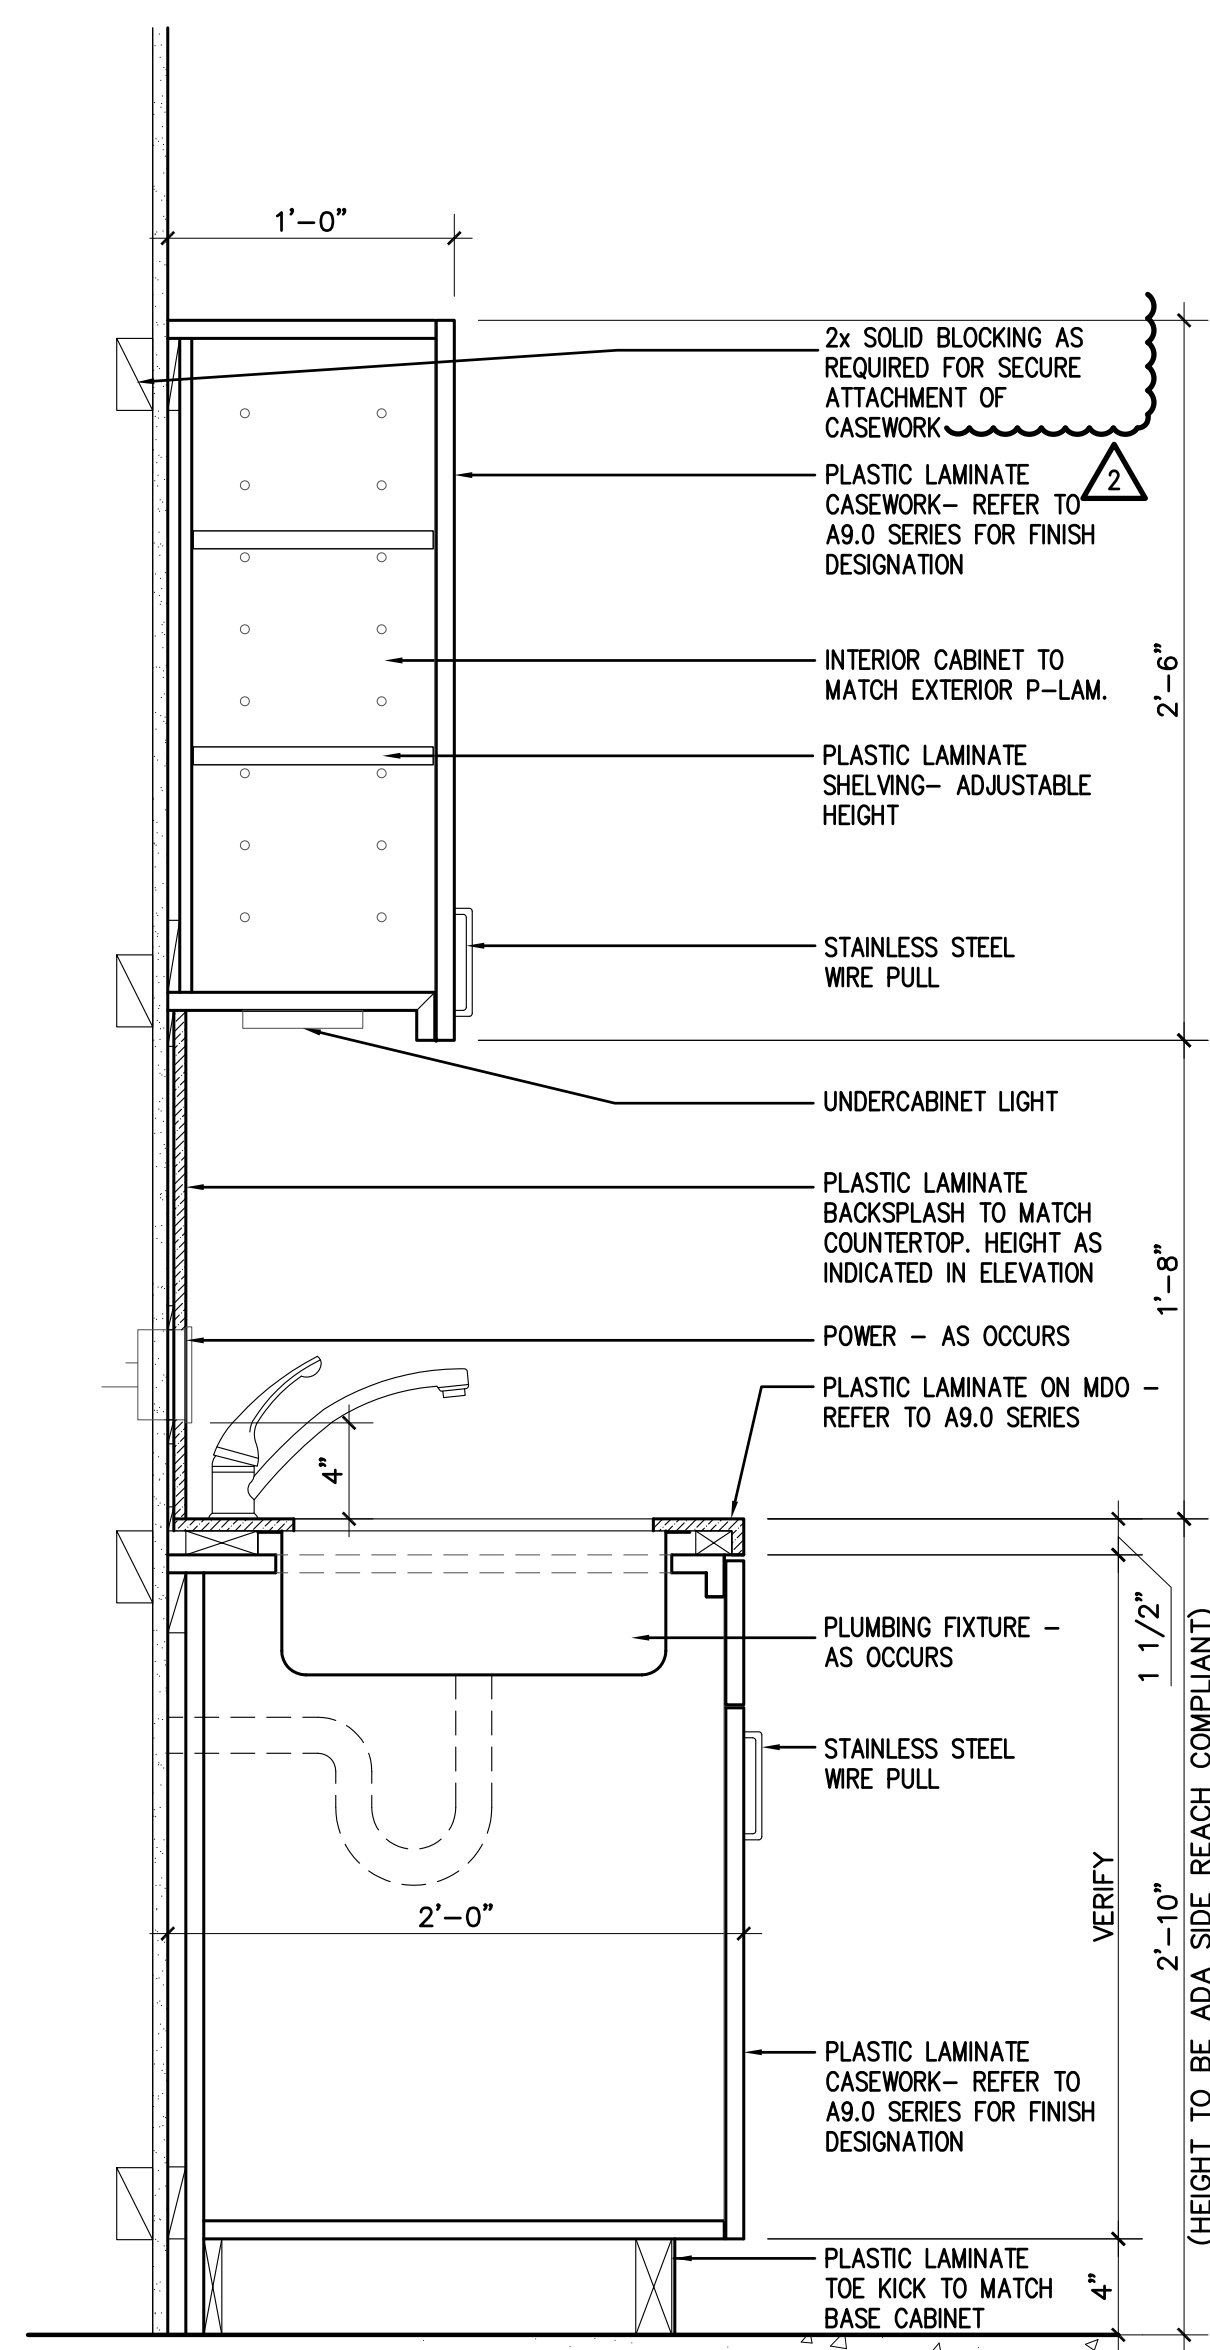 1'-0"
2x SOLID BLOCKING AS
REQUIRED FOR SECURE
ATTACHMENT OF
CASEWORK
2
PLASTIC LAMINATE
CASEWORK- REFER TO
A9.0 SERIES FOR FINISH
DESIGNATION
INTERIOR CABINET TO
MATCH EXTERIOR P-LAM.
2'-6"
PLASTIC LAMINATE
SHELVING- ADJUSTABLE
HEIGHT
STAINLESS STEEL
WIRE PULL
UNDERCABINET LIGHT
PLASTIC LAMINATE
BACKSPLASH TO MATCH
COUNTERTOP. HEIGHT AS
INDICATED IN ELEVATION
1'-8"
POWER - AS OCCURS
PLASTIC LAMINATE ON MDO -
REFER TO A9.0 SERIES
4"
1 1/2"
PLUMBING FIXTURE -
AS OCCURS
STAINLESS STEEL
WIRE PULL
VERIFY
2'-10"
(HEIGHT TO BE ADA SIDE REACH COMPLIANT)
2'-0"
PLASTIC LAMINATE
CASEWORK- REFER TO
A9.0 SERIES FOR FINISH
DESIGNATION
PLASTIC LAMINATE
TOE KICK TO MATCH
BASE CABINET
4"